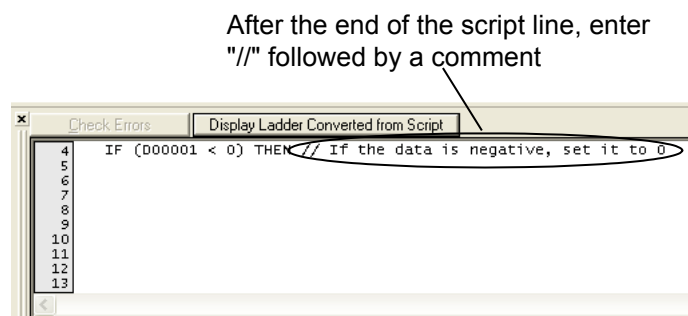 After the end of the script line, enter
"//" followed by a comment
Check Errors
Display Ladder Converted from Script
4 IF (D00001 < 0) THEN // If the data is negative, set it to 0
5
6
7
8
9
10
11
12
13